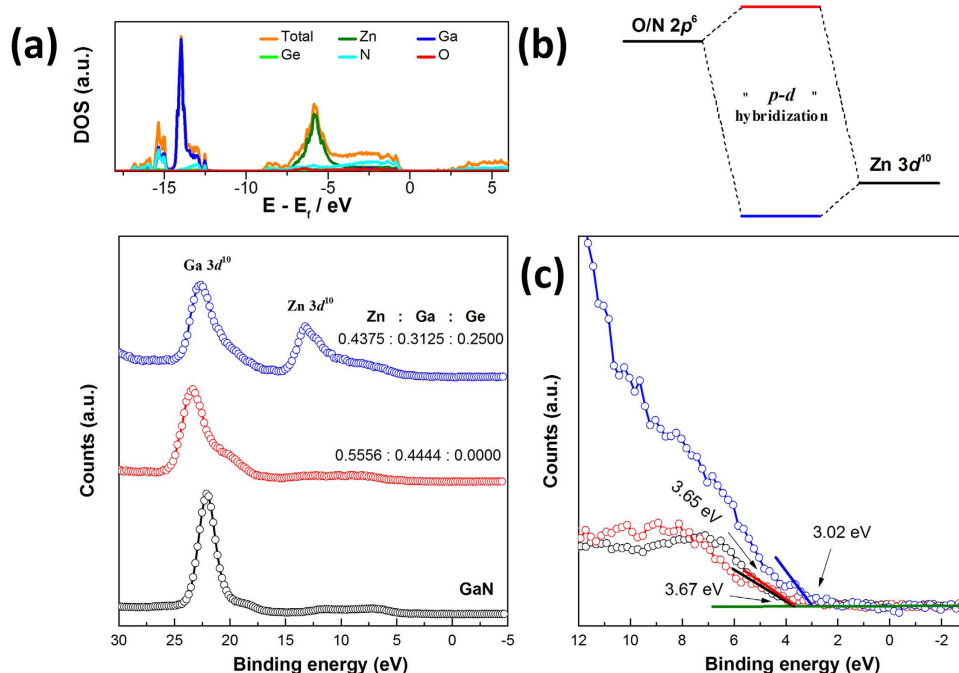 (a)
Total Zn Ga
Ge N O
DOS (a.u.)
-15 -10 -5 0 5
E - E_f / eV
(b)
O/N 2p⁶
" p-d "
hybridization
Zn 3d¹⁰
Ga 3d¹⁰
Zn 3d¹⁰
Zn : Ga : Ge
0.4375 : 0.3125 : 0.2500
0.5556 : 0.4444 : 0.0000
GaN
Counts (a.u.)
30 25 20 15 10 5 0 -5
Binding energy (eV)
(c)
Counts (a.u.)
3.65 eV
3.02 eV
3.67 eV
12 10 8 6 4 2 0 -2
Binding energy (eV)